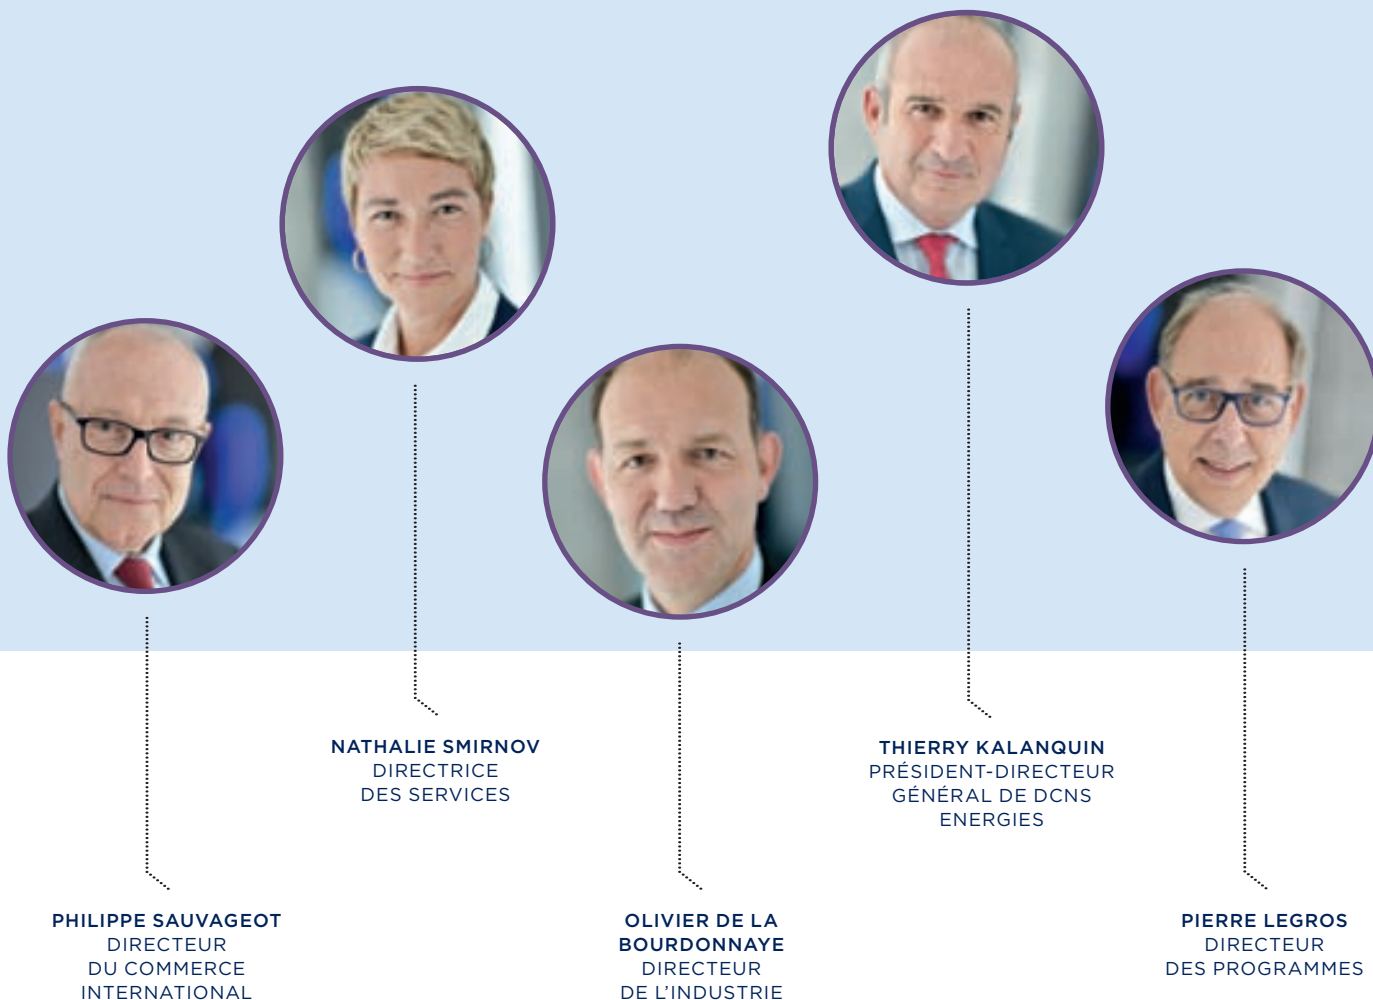 NATHALIE SMIRNOV
DIRECTRICE
DES SERVICES
THIERRY KALANQUIN
PRÉSIDENT-DIRECTEUR
GÉNÉRAL DE DCNS
ENERGIES
PHILIPPE SAUVAGEOT
DIRECTEUR
DU COMMERCE
INTERNATIONAL
OLIVIER DE LA
BOURDONNAYE
DIRECTEUR
DE L’INDUSTRIE
PIERRE LEGROS
DIRECTEUR
DES PROGRAMMES